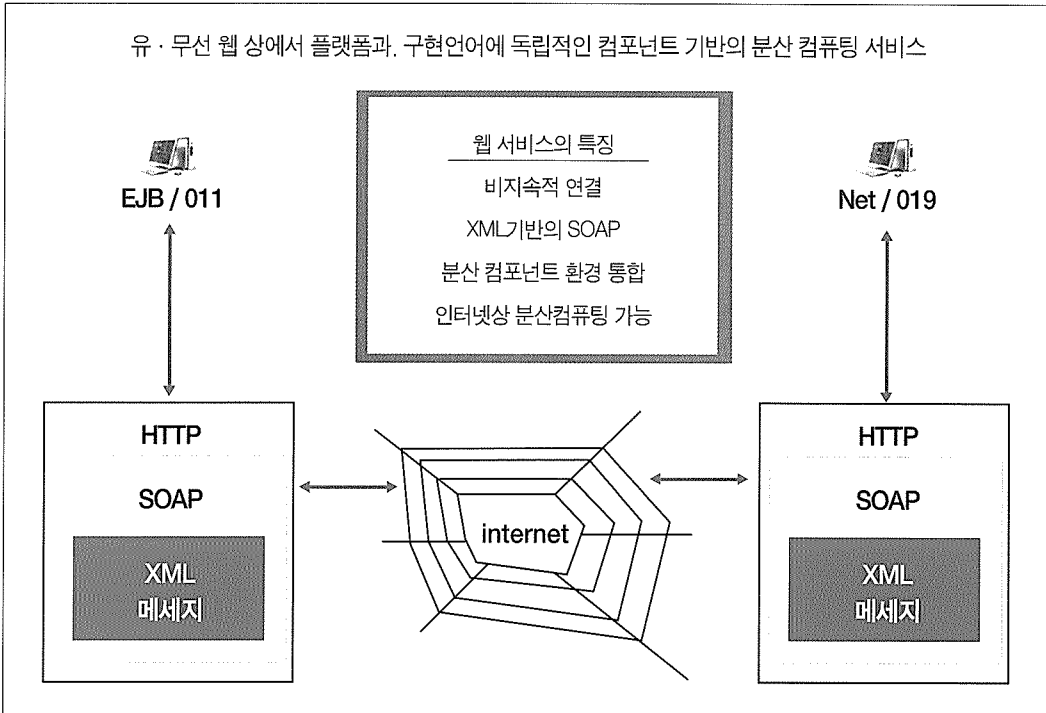 유·무선 웹 상에서 플랫폼과, 구현언어에 독립적인 컴포넌트 기반의 분산 컴퓨팅 서비스
웹 서비스의 특징
비지속적 연결
XML기반의 SOAP
분산 컴포넌트 환경 통합
인터넷상 분산컴퓨팅 가능
EJB / 011
Net / 019
HTTP
SOAP
XML
메세지
internet
HTTP
SOAP
XML
메세지